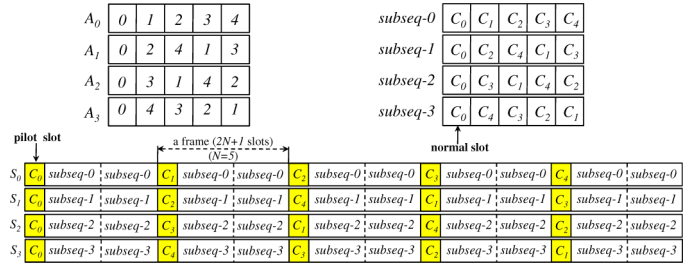 A0 0 1 2 3 4
A1 0 2 4 1 3
A2 0 3 1 4 2
A3 0 4 3 2 1
subseq-0 C0 C1 C2 C3 C4
subseq-1 C0 C2 C4 C1 C3
subseq-2 C0 C3 C1 C4 C2
subseq-3 C0 C4 C3 C2 C1
pilot slot
a frame (2N+1 slots)
(N=5)
normal slot
S0 C0 subseq-0 subseq-0 C1 subseq-0 subseq-0 C2 subseq-0 subseq-0 C3 subseq-0 subseq-0 C4 subseq-0 subseq-0
S1 C0 subseq-1 subseq-1 C2 subseq-1 subseq-1 C4 subseq-1 subseq-1 C1 subseq-1 subseq-1 C3 subseq-1 subseq-1
S2 C0 subseq-2 subseq-2 C3 subseq-2 subseq-2 C1 subseq-2 subseq-2 C4 subseq-2 subseq-2 C2 subseq-2 subseq-2
S3 C0 subseq-3 subseq-3 C4 subseq-3 subseq-3 C3 subseq-3 subseq-3 C2 subseq-3 subseq-3 C1 subseq-3 subseq-3